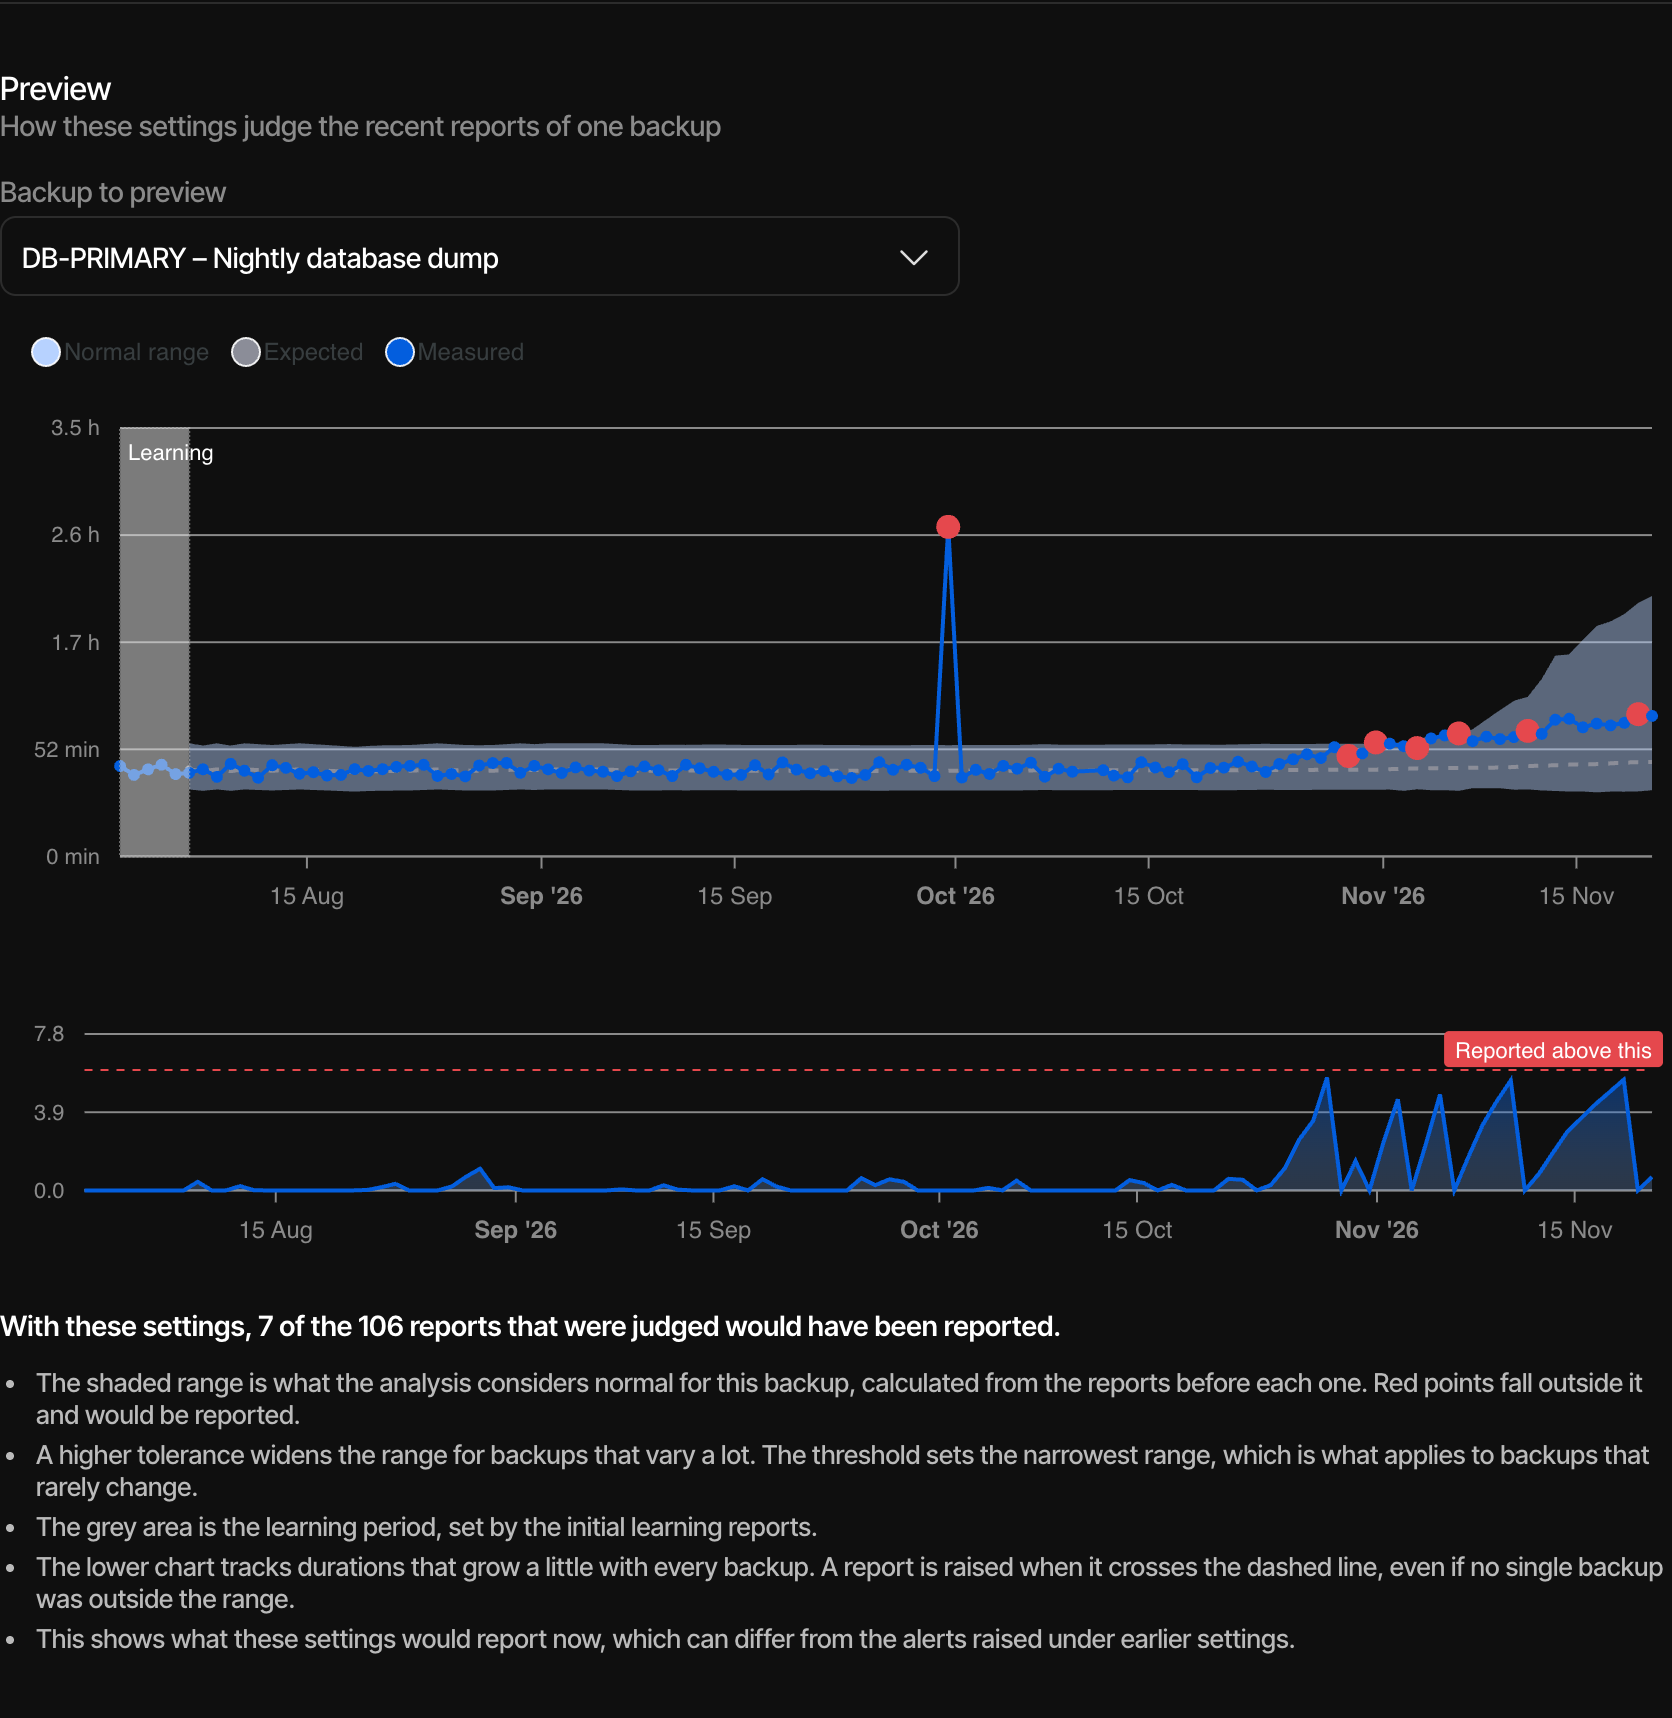 Preview
How these settings judge the recent reports of one backup
Backup to preview
DB-PRIMARY – Nightly database dump
Normal range Expected Measured
3.5 h
Learning
2.6 h
1.7 h
52 min
0 min
15 Aug Sep '26 15 Sep Oct '26 15 Oct Nov '26 15 Nov
7.8
Reported above this
3.9
0.0
15 Aug Sep '26 15 Sep Oct '26 15 Oct Nov '26 15 Nov
With these settings, 7 of the 106 reports that were judged would have been reported.
• The shaded range is what the analysis considers normal for this backup, calculated from the reports before each one. Red points fall outside it
and would be reported.
• A higher tolerance widens the range for backups that vary a lot. The threshold sets the narrowest range, which is what applies to backups that
rarely change.
• The grey area is the learning period, set by the initial learning reports.
• The lower chart tracks durations that grow a little with every backup. A report is raised when it crosses the dashed line, even if no single backup
was outside the range.
• This shows what these settings would report now, which can differ from the alerts raised under earlier settings.